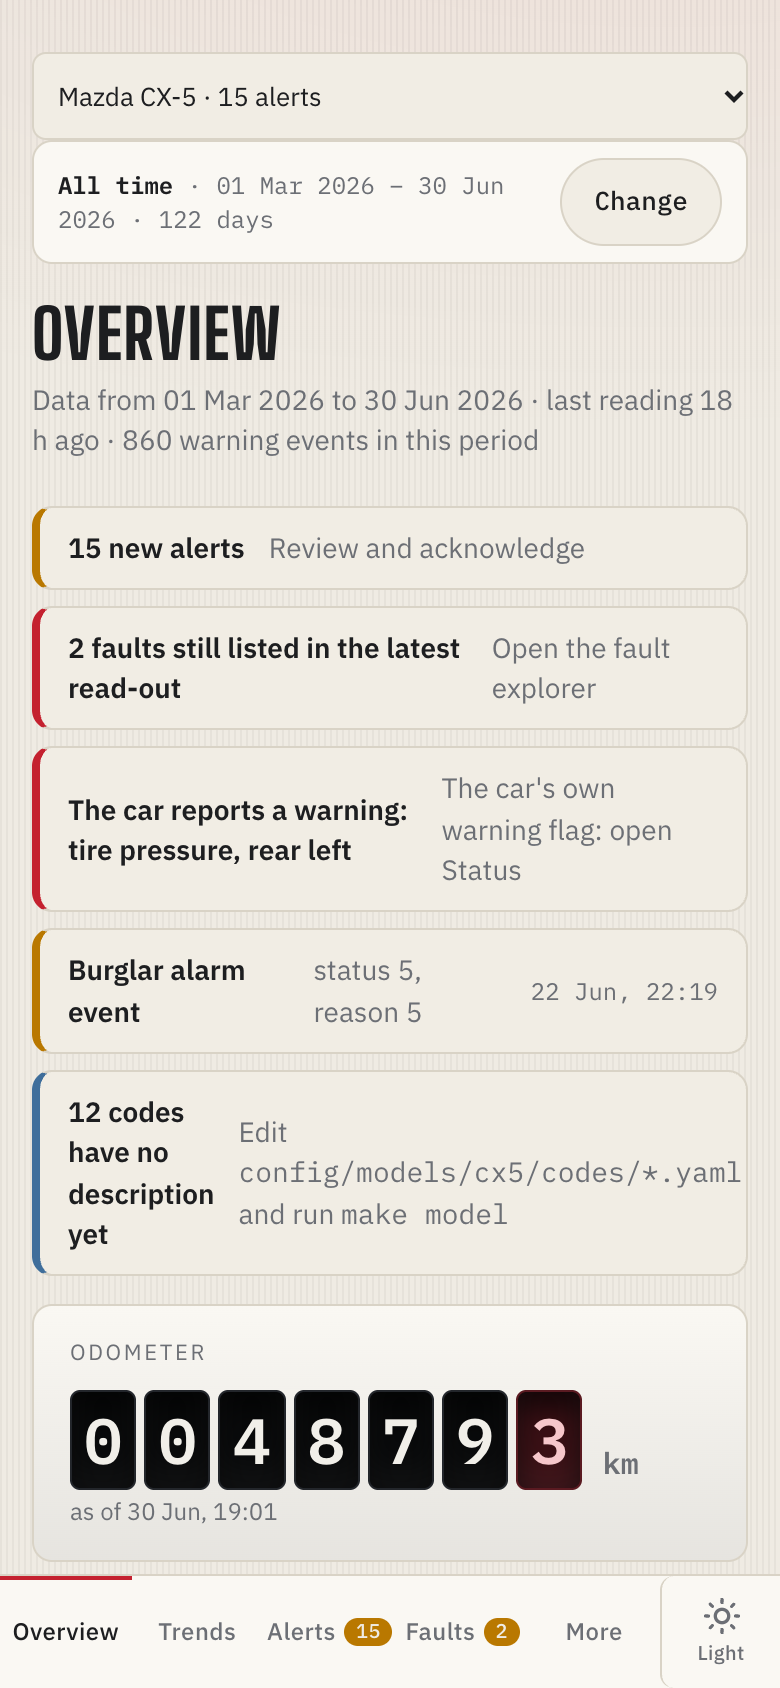 Mazda CX-5 · 15 alerts
All time · 01 Mar 2026 – 30 Jun
2026 · 122 days
Change
OVERVIEW
Data from 01 Mar 2026 to 30 Jun 2026 · last reading 18
h ago · 860 warning events in this period
15 new alerts Review and acknowledge
2 faults still listed in the latest
read-out
Open the fault
explorer
The car reports a warning:
tire pressure, rear left
The car's own
warning flag: open
Status
Burglar alarm
event
status 5,
reason 5
22 Jun, 22:19
12 codes
have no
description
yet
Edit
config/models/cx5/codes/*.yaml
and run make model
ODOMETER
0048793 km
as of 30 Jun, 19:01
Overview Trends Alerts 15 Faults 2 More Light